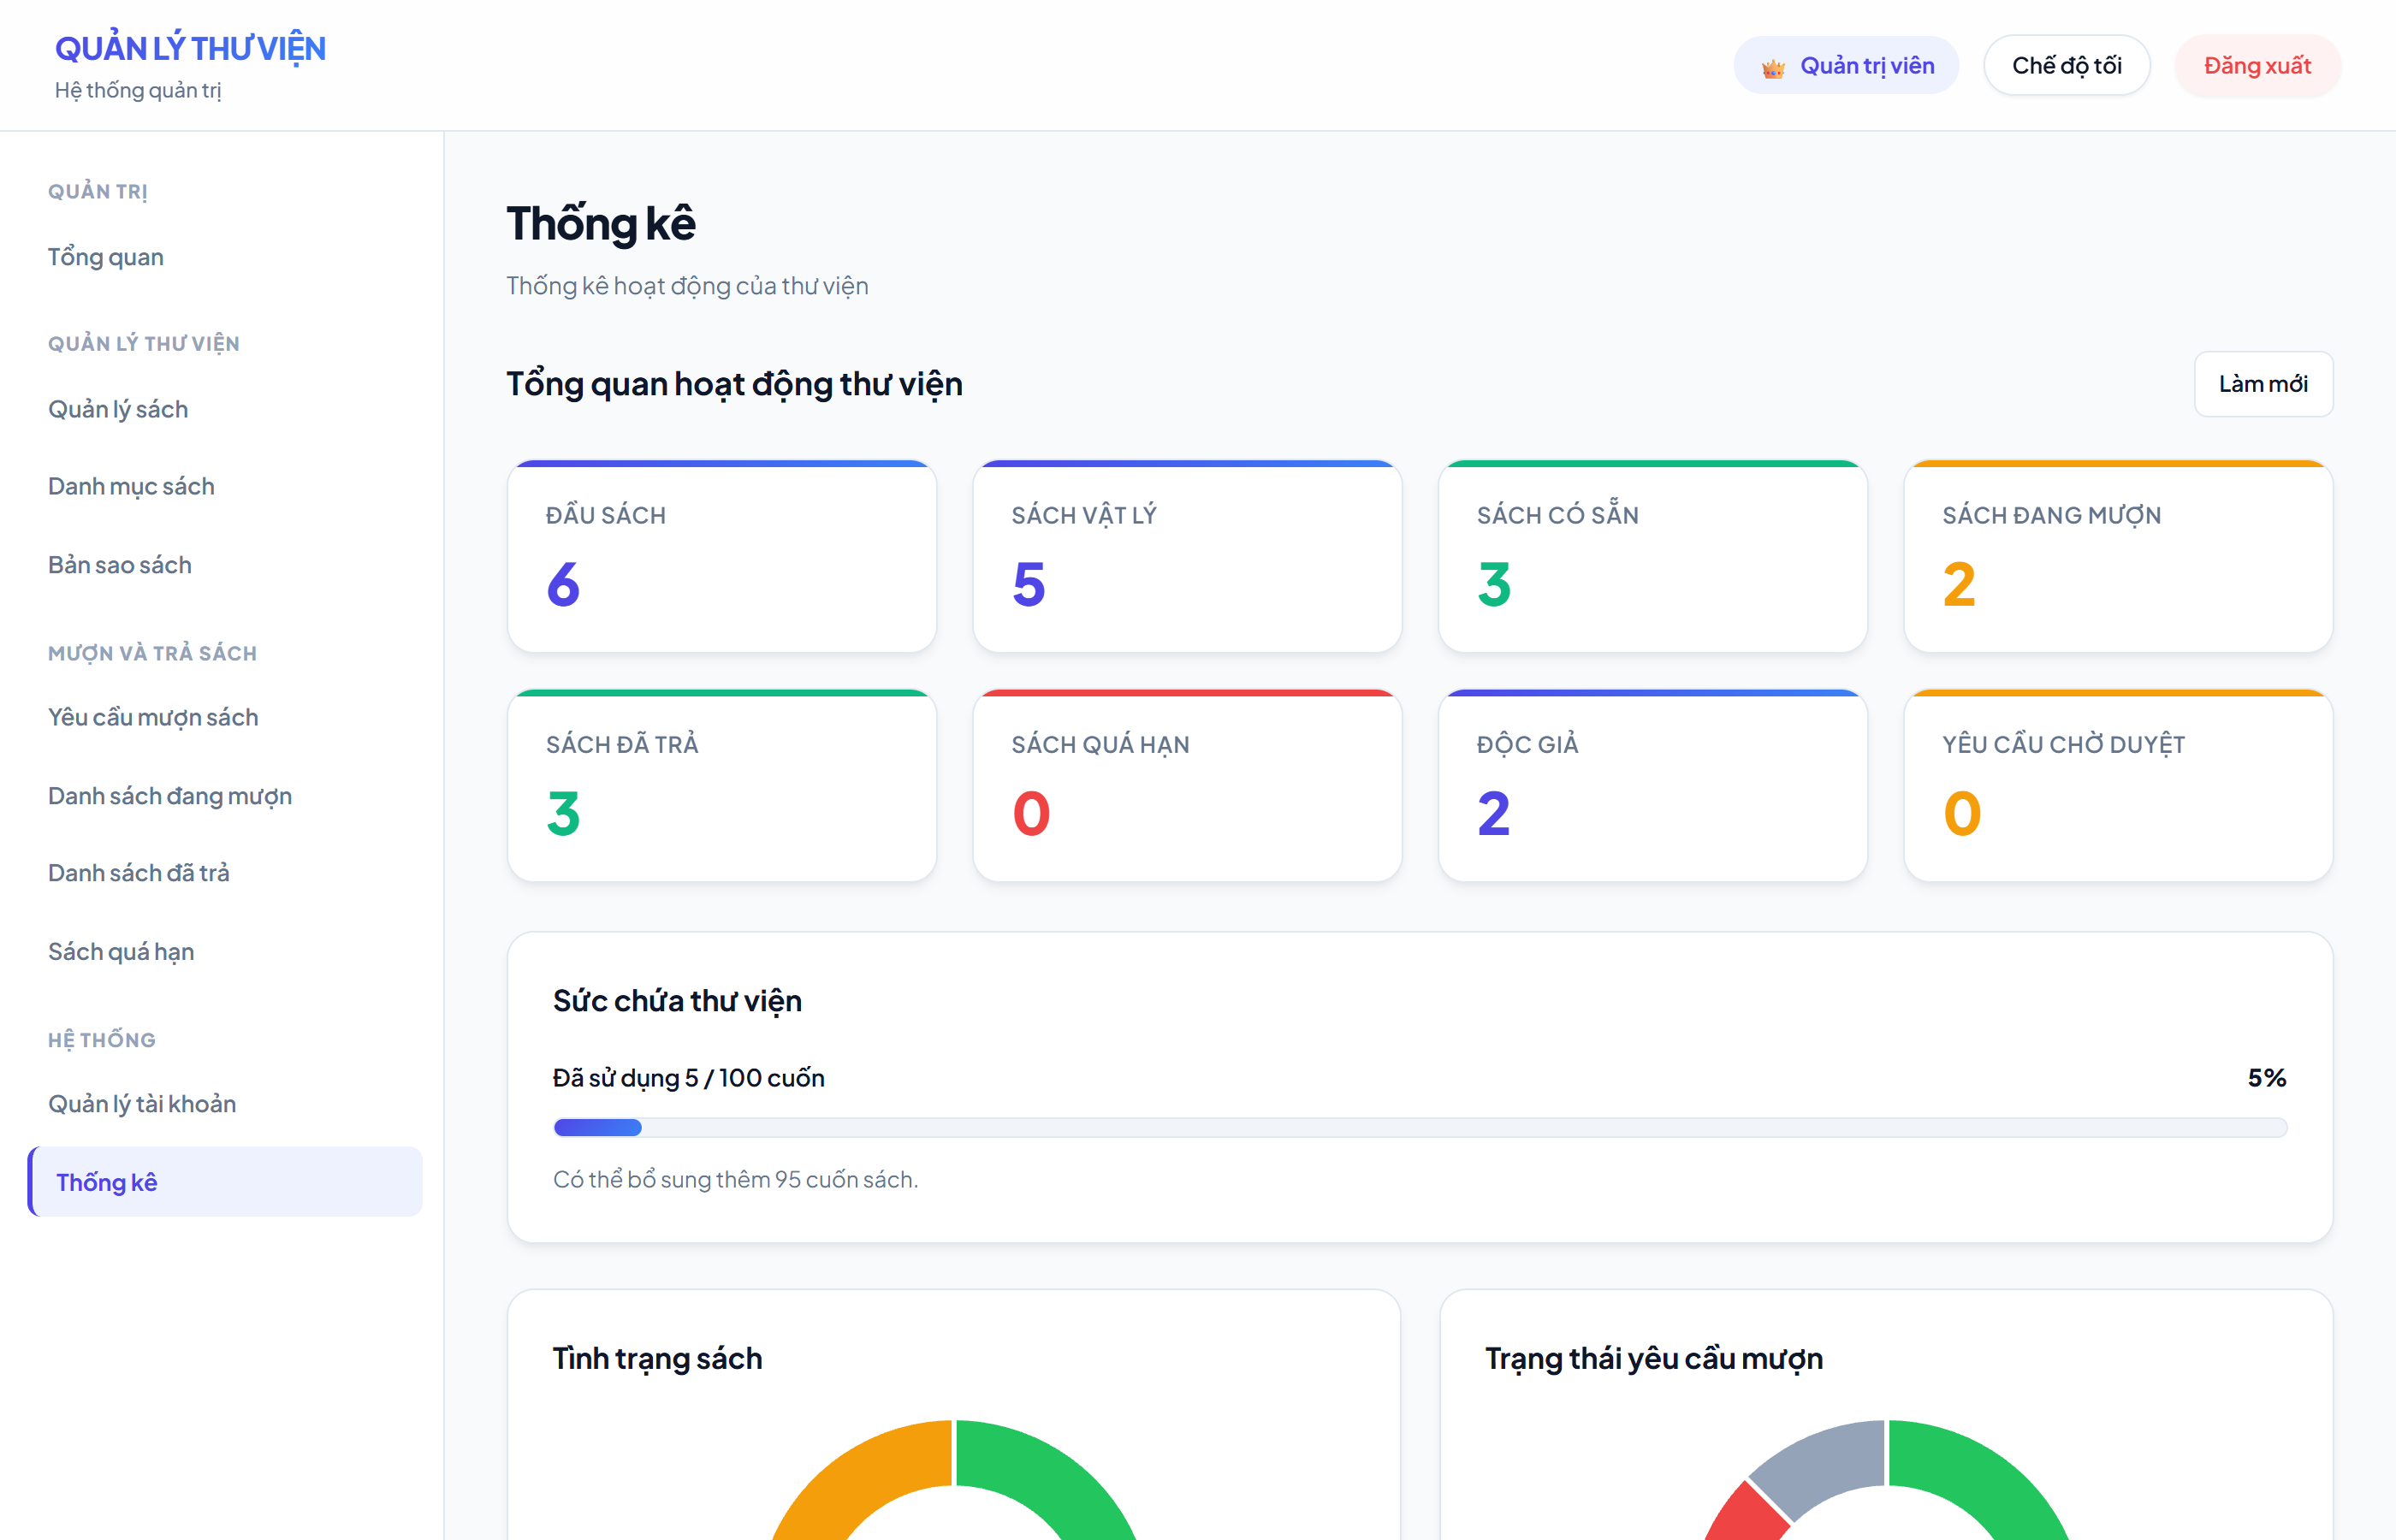 QUẢN LÝ THƯ VIỆN
Hệ thống quản trị
Quản trị viên
Chế độ tối
Đăng xuất
QUẢN TRỊ
Tổng quan
QUẢN LÝ THƯ VIỆN
Quản lý sách
Danh mục sách
Bản sao sách
MƯỢN VÀ TRẢ SÁCH
Yêu cầu mượn sách
Danh sách đang mượn
Danh sách đã trả
Sách quá hạn
HỆ THỐNG
Quản lý tài khoản
Thống kê
Thống kê
Thống kê hoạt động của thư viện
Tổng quan hoạt động thư viện
Làm mới
ĐẦU SÁCH
6
SÁCH VẬT LÝ
5
SÁCH CÓ SẴN
3
SÁCH ĐANG MƯỢN
2
SÁCH ĐÃ TRẢ
3
SÁCH QUÁ HẠN
0
ĐỘC GIẢ
2
YÊU CẦU CHỜ DUYỆT
0
Sức chứa thư viện
Đã sử dụng 5 / 100 cuốn
5%
Có thể bổ sung thêm 95 cuốn sách.
Tình trạng sách
Trạng thái yêu cầu mượn